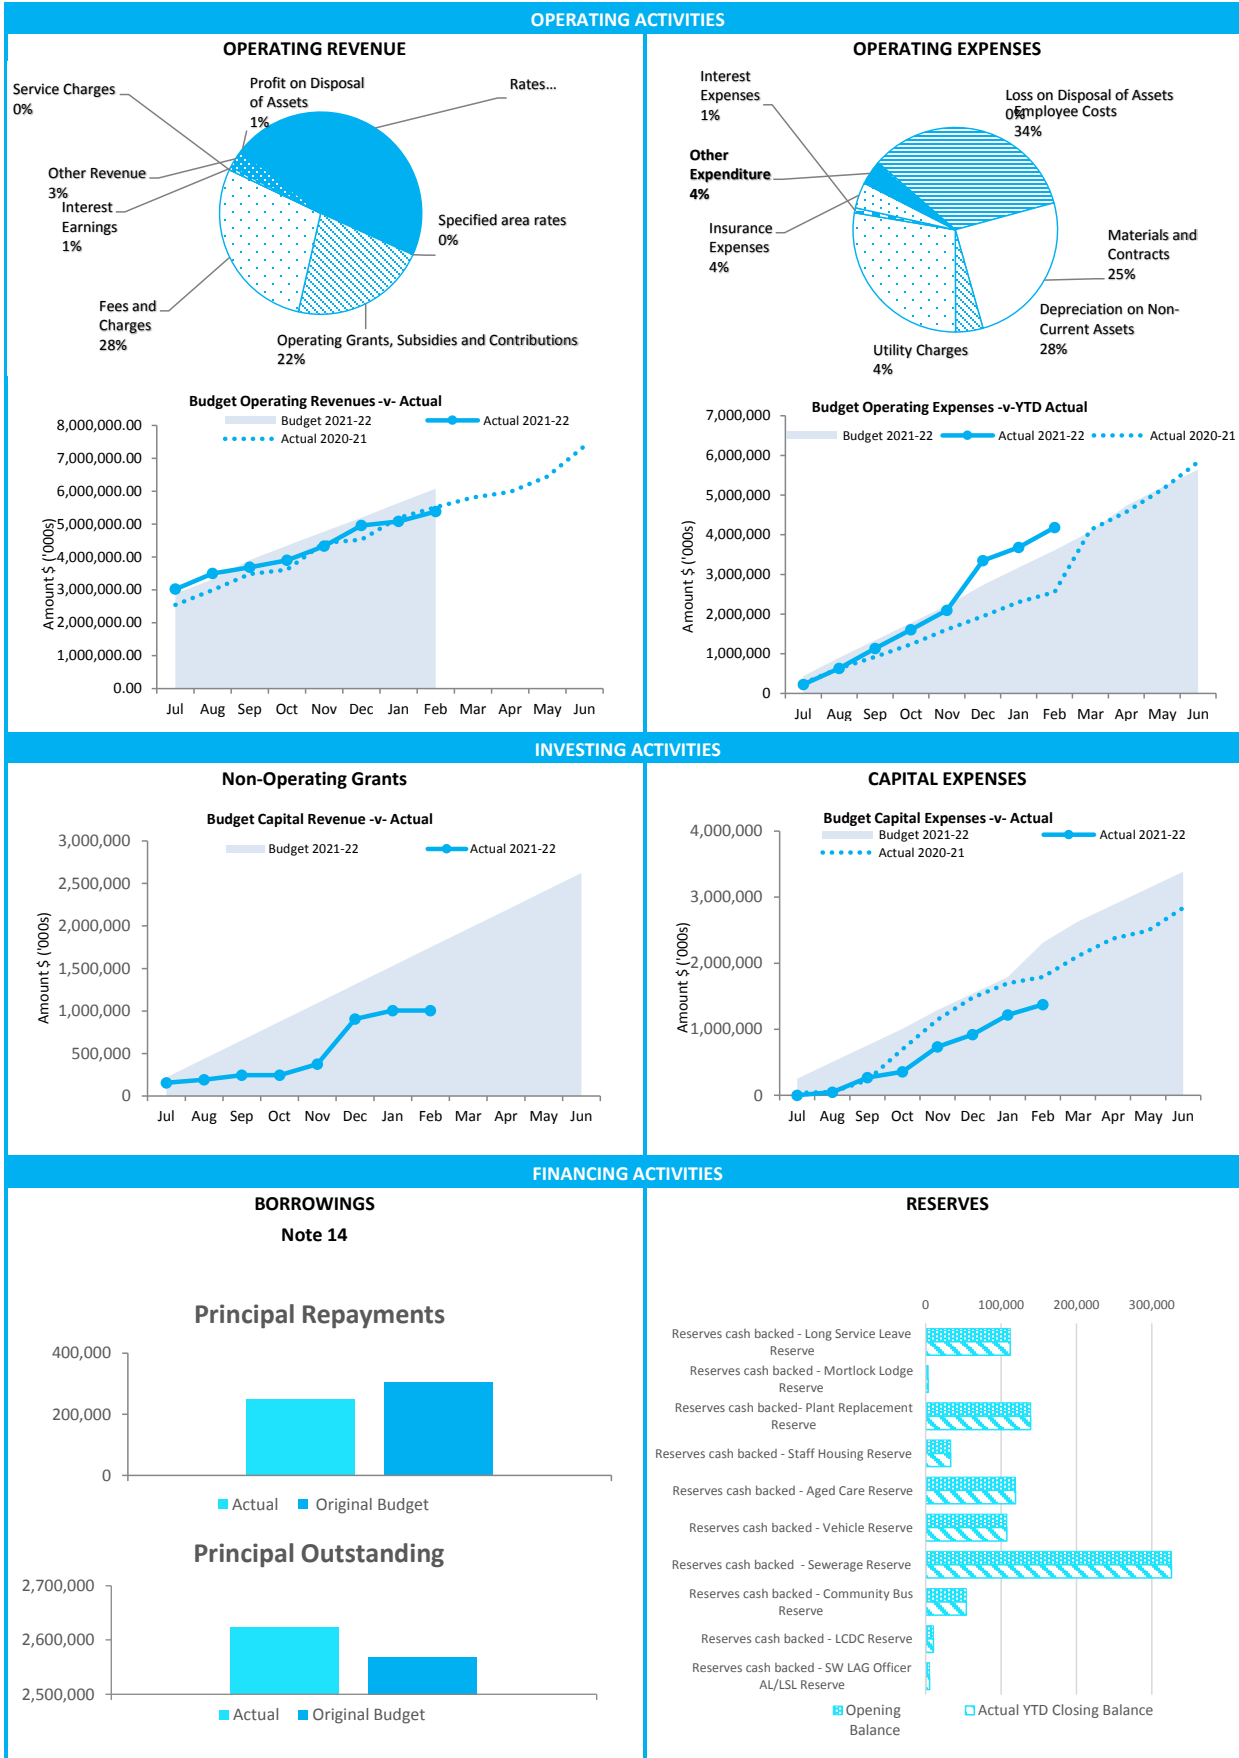 OPERATING ACTIVITIES
OPERATING REVENUE
Service Charges
0%
Profit on Disposal
of Assets
1%
Rates...
Other Revenue
3%
Interest
Earnings
1%
Specified area rates
0%
Fees and
Charges
28%
Operating Grants, Subsidies and Contributions
22%
OPERATING EXPENSES
Interest
Expenses
1%
Loss on Disposal of Assets
0%
Employee Costs
34%
Other
Expenditure
4%
Insurance
Expenses
4%
Materials and
Contracts
25%
Depreciation on Non-
Current Assets
28%
Utility Charges
4%
Budget Operating Revenues -v- Actual
Budget 2021-22
Actual 2021-22
Actual 2020-21
Amount $ ('000s)
8,000,000.00
7,000,000.00
6,000,000.00
5,000,000.00
4,000,000.00
3,000,000.00
2,000,000.00
1,000,000.00
0.00
Jul Aug Sep Oct Nov Dec Jan Feb Mar Apr May Jun
Budget Operating Expenses -v-YTD Actual
Budget 2021-22
Actual 2021-22
Actual 2020-21
Amount $ ('000s)
7,000,000
6,000,000
5,000,000
4,000,000
3,000,000
2,000,000
1,000,000
0
Jul Aug Sep Oct Nov Dec Jan Feb Mar Apr May Jun
INVESTING ACTIVITIES
Non-Operating Grants
Budget Capital Revenue -v- Actual
Budget 2021-22
Actual 2021-22
Amount $ ('000s)
3,000,000
2,500,000
2,000,000
1,500,000
1,000,000
500,000
0
Jul Aug Sep Oct Nov Dec Jan Feb Mar Apr May Jun
CAPITAL EXPENSES
Budget Capital Expenses -v- Actual
Budget 2021-22
Actual 2021-22
Actual 2020-21
Amount $ ('000s)
4,000,000
3,000,000
2,000,000
1,000,000
0
Jul Aug Sep Oct Nov Dec Jan Feb Mar Apr May Jun
FINANCING ACTIVITIES
BORROWINGS
Note 14
Principal Repayments
400,000
200,000
0
Actual Original Budget
Principal Outstanding
2,700,000
2,600,000
2,500,000
Actual Original Budget
RESERVES
0 100,000 200,000 300,000
Reserves cash backed - Long Service Leave
Reserve
Reserves cash backed - Mortlock Lodge
Reserve
Reserves cash backed- Plant Replacement
Reserve
Reserves cash backed - Staff Housing Reserve
Reserves cash backed - Aged Care Reserve
Reserves cash backed - Vehicle Reserve
Reserves cash backed - Sewerage Reserve
Reserves cash backed - Community Bus
Reserve
Reserves cash backed - LCDC Reserve
Reserves cash backed - SW LAG Officer
AL/LSL Reserve
Opening
Balance
Actual YTD Closing Balance